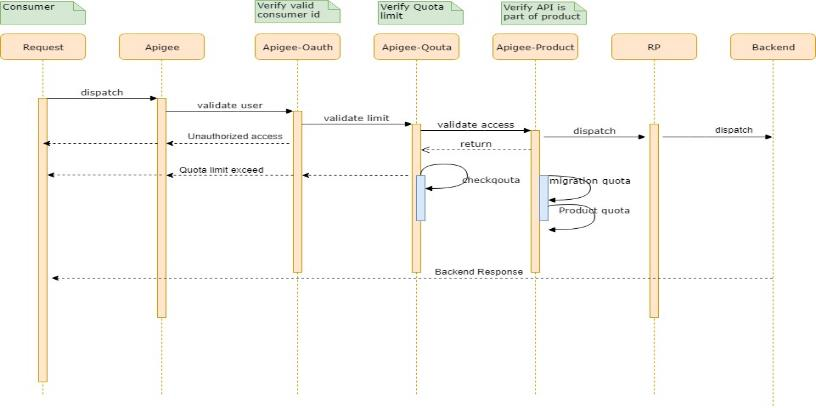 Consumer
Verify valid
consumer id
Verify Quota
limit
Verify API is
part of product
Request
Apigee
Apigee-Oauth
Apigee-Qouta
Apigee-Product
RP
Backend
dispatch
validate user
validate limit
validate access
dispatch
dispatch
Unauthorized access
return
Quota limit exceed
checkqouta
migration quota
Product quota
Backend Response